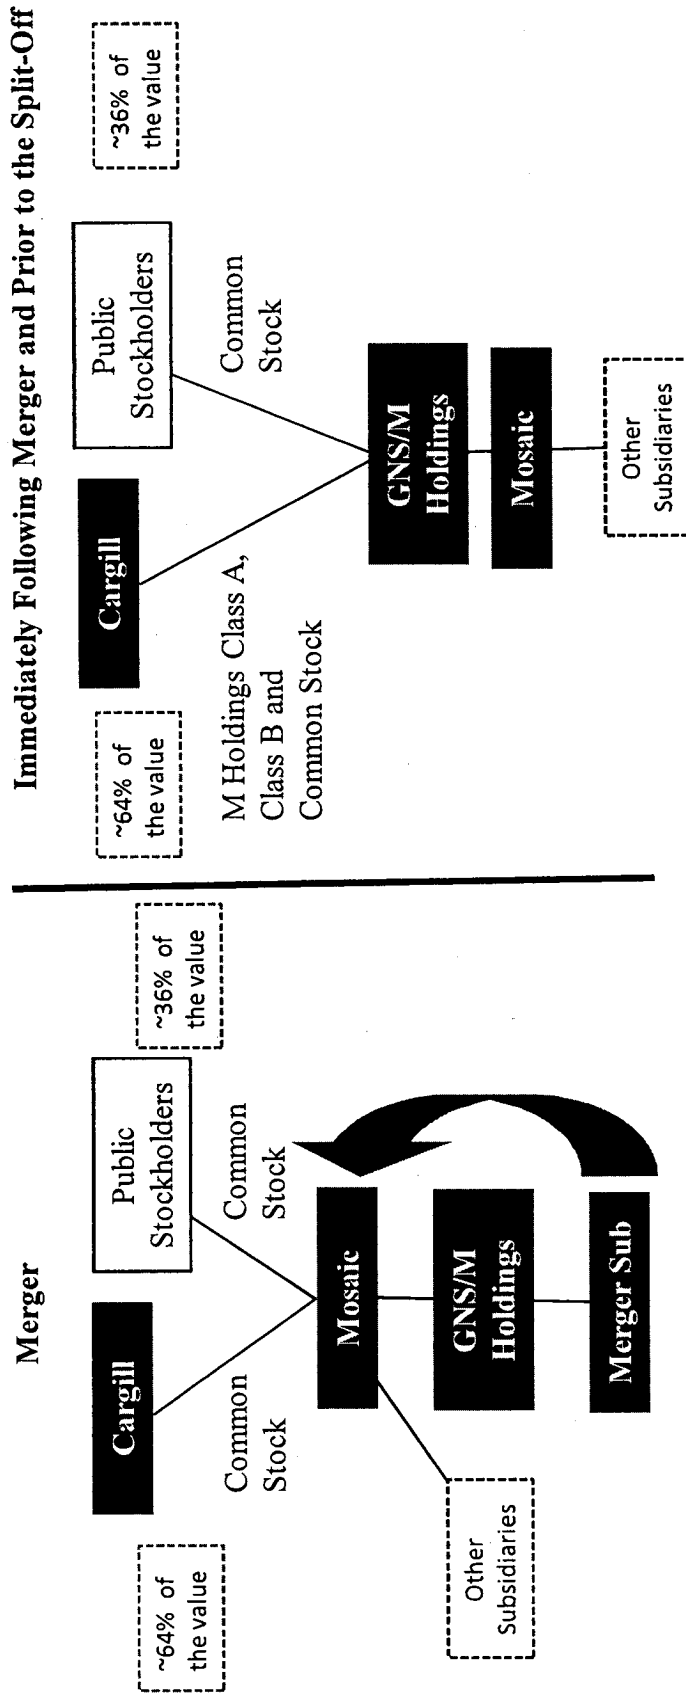 Merger
~64% of
the value
Cargill
Public
Stockholders
~36% of
the value
Common
Stock
Common
Stock
Mosaic
GNS/M
Holdings
Merger Sub
Other
Subsidiaries
Immediately Following Merger and Prior to the Split-Off
~64% of
the value
Cargill
Public
Stockholders
~36% of
the value
M Holdings Class A,
Class B and
Common Stock
Common
Stock
GNS/M
Holdings
Mosaic
Other
Subsidiaries